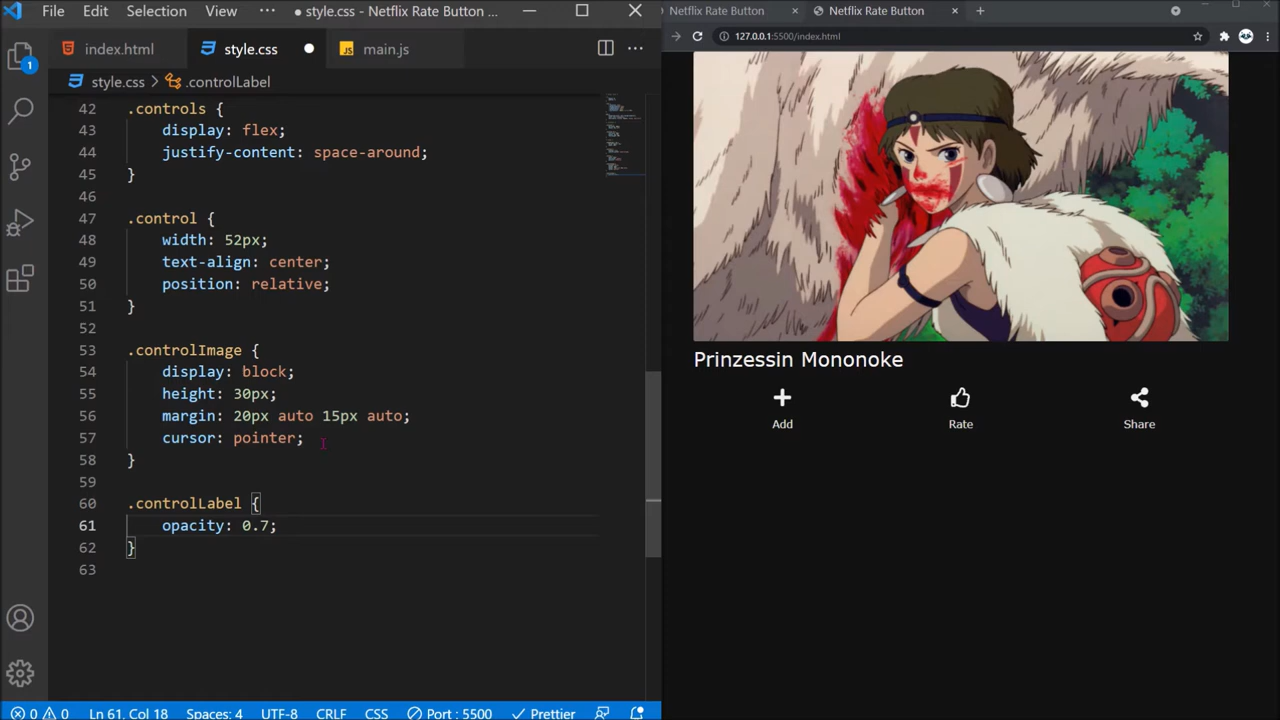 File Edit Selection View ··· ● style.css - Netflix Rate Button ...
index.html style.css ● main.js ···
style.css > .controlLabel
42 .controls {
43 display: flex;
44 justify-content: space-around;
45 }
46
47 .control {
48 width: 52px;
49 text-align: center;
50 position: relative;
51 }
52
53 .controlImage {
54 display: block;
55 height: 30px;
56 margin: 20px auto 15px auto;
57 cursor: pointer;
58 }
59
60 .controlLabel {
61 opacity: 0.7;
62 }
63
1
0 0 Ln 61, Col 18 Spaces: 4 UTF-8 CRLF CSS Port : 5500 Prettier
Netflix Rate Button × Netflix Rate Button × +
127.0.0.1:5500/index.html
Prinzessin Mononoke
Add Rate Share